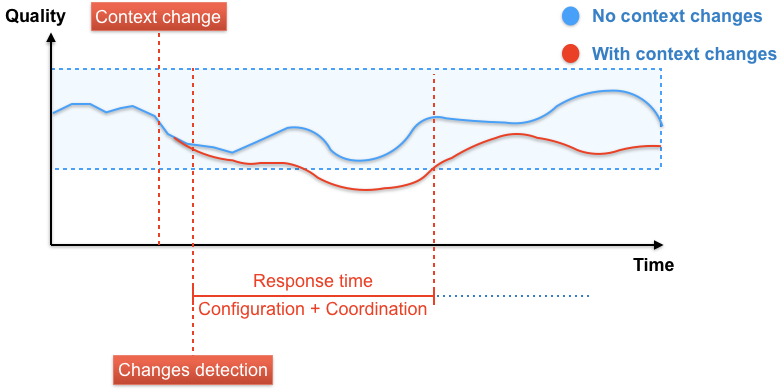 Quality
Context change
No context changes
With context changes
Time
Response time
Configuration + Coordination
Changes detection